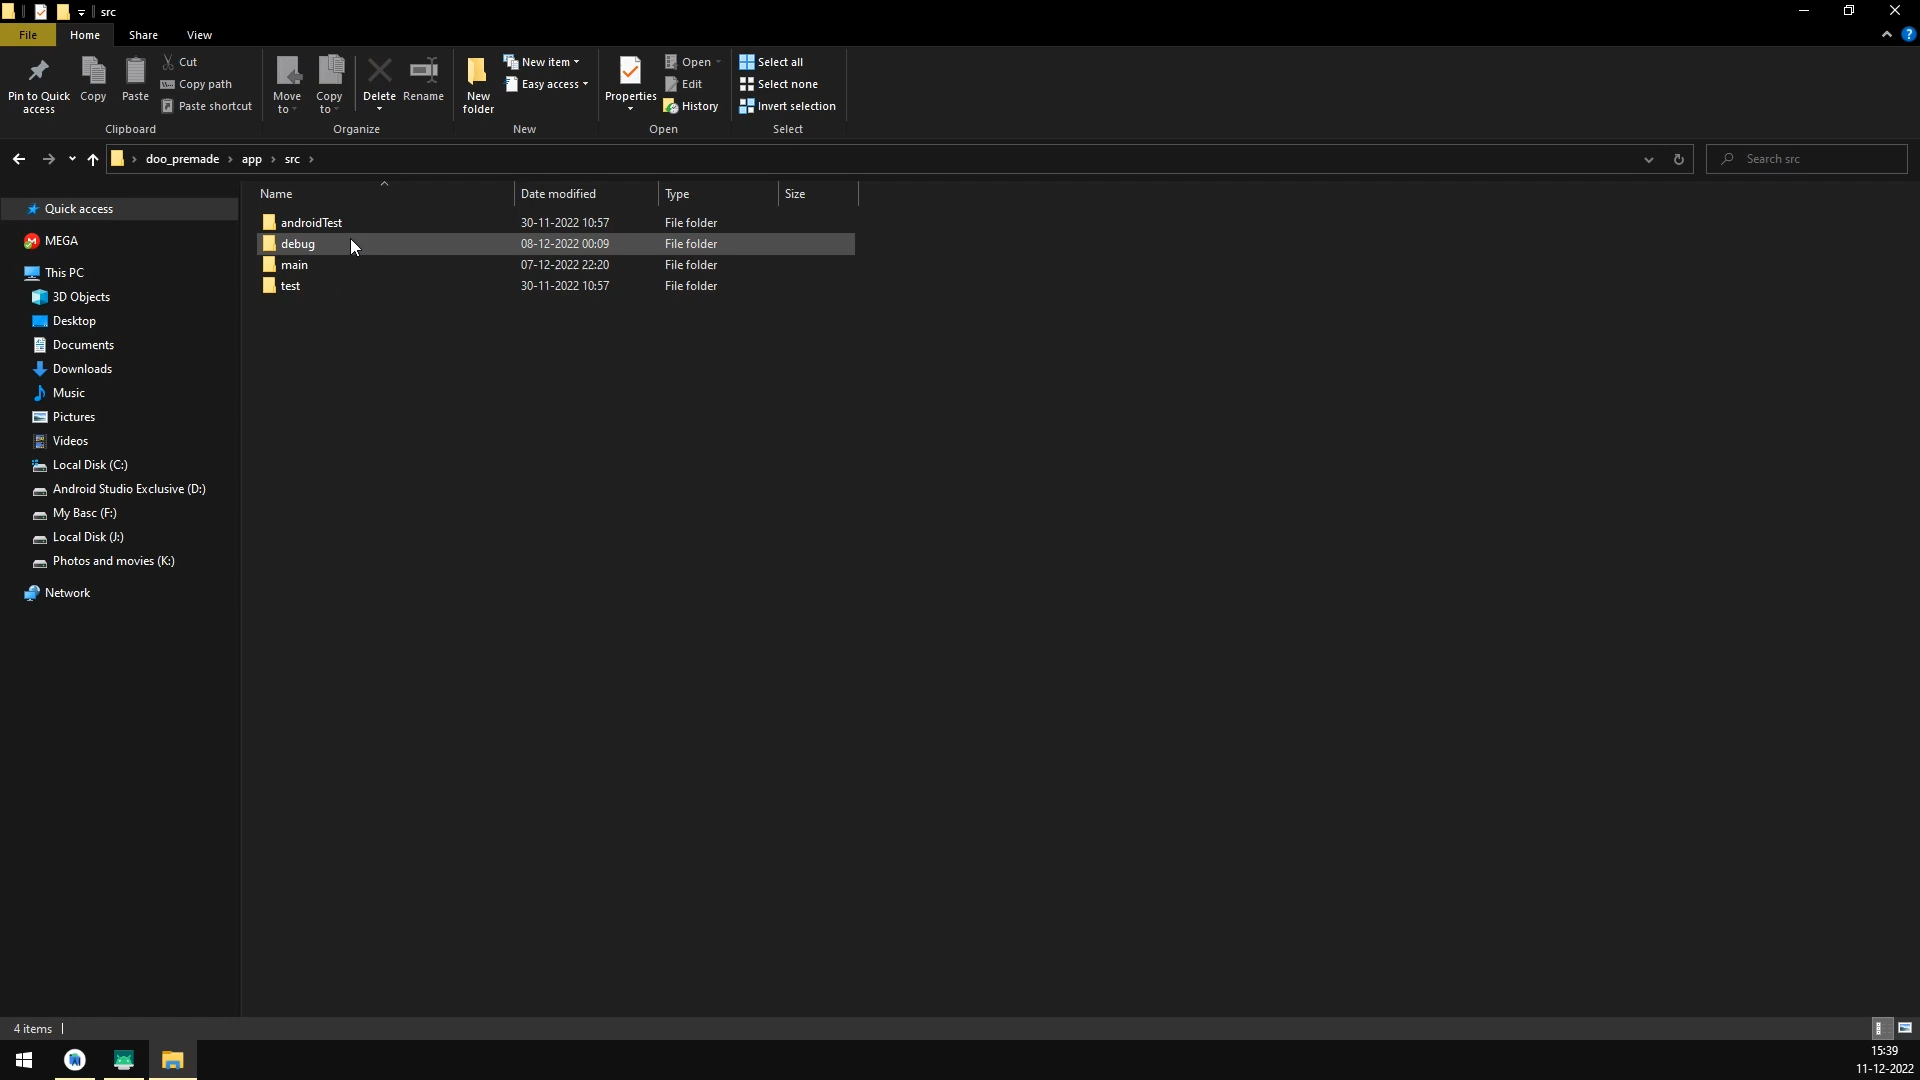 src
File Home Share View
Pin to Quick access
Copy
Paste
Cut
Copy path
Paste shortcut
Clipboard
Move to
Copy to
Delete
Rename
Organize
New folder
New item
Easy access
New
Properties
Open
Edit
History
Open
Select all
Select none
Invert selection
Select
doo_premade › app › src ›
Search src
Name Date modified Type Size
androidTest 30-11-2022 10:57 File folder
debug 08-12-2022 00:09 File folder
main 07-12-2022 22:20 File folder
test 30-11-2022 10:57 File folder
Quick access
MEGA
This PC
3D Objects
Desktop
Documents
Downloads
Music
Pictures
Videos
Local Disk (C:)
Android Studio Exclusive (D:)
My Basc (F:)
Local Disk (J:)
Photos and movies (K:)
Network
4 items
15:39
11-12-2022